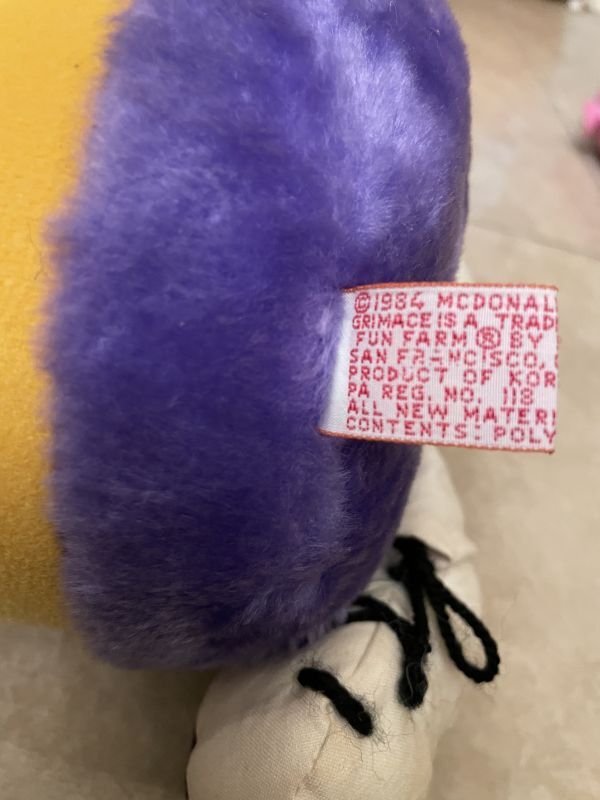 ©1984 MCDONAL
GRIMACE IS A TRAD
FUN FARM ® BY
SAN FRANCISCO,
PRODUCT OF KOR
PA REG. NO. 118
ALL NEW MATERI
CONTENTS: POLY